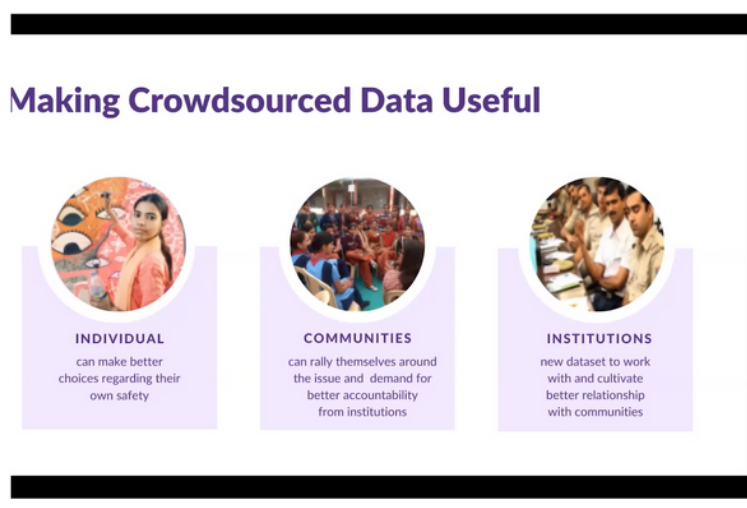 Making Crowdsourced Data Useful
INDIVIDUAL
can make better
choices regarding their
own safety
COMMUNITIES
can rally themselves around
the issue and demand for
better accountability
from institutions
INSTITUTIONS
new dataset to work
with and cultivate
better relationship
with communities